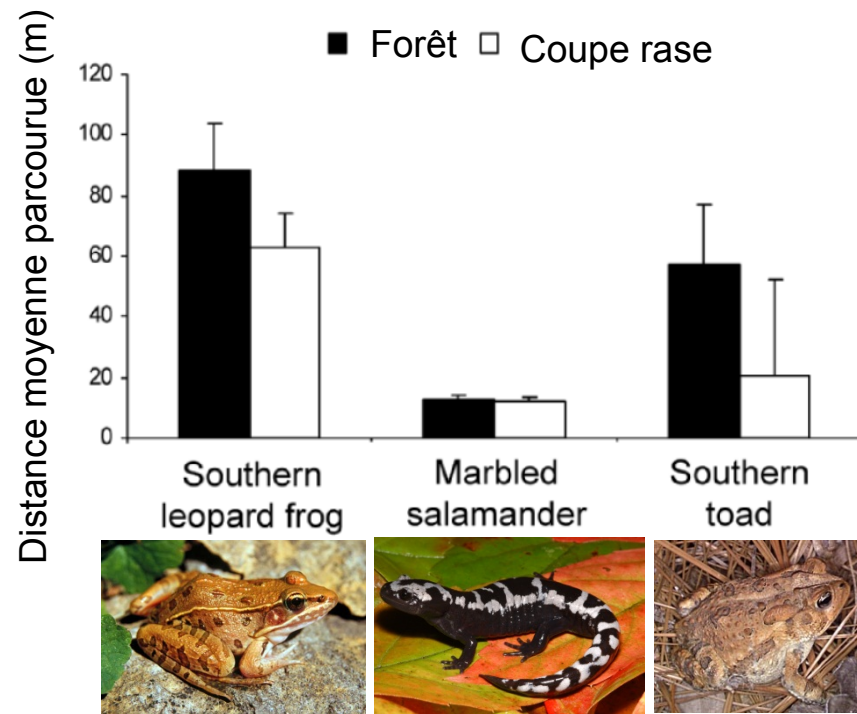 Forêt Coupe rase
Distance moyenne parcourue (m)
120
100
80
60
40
20
0
Southern
leopard frog
Marbled
salamander
Southern
toad